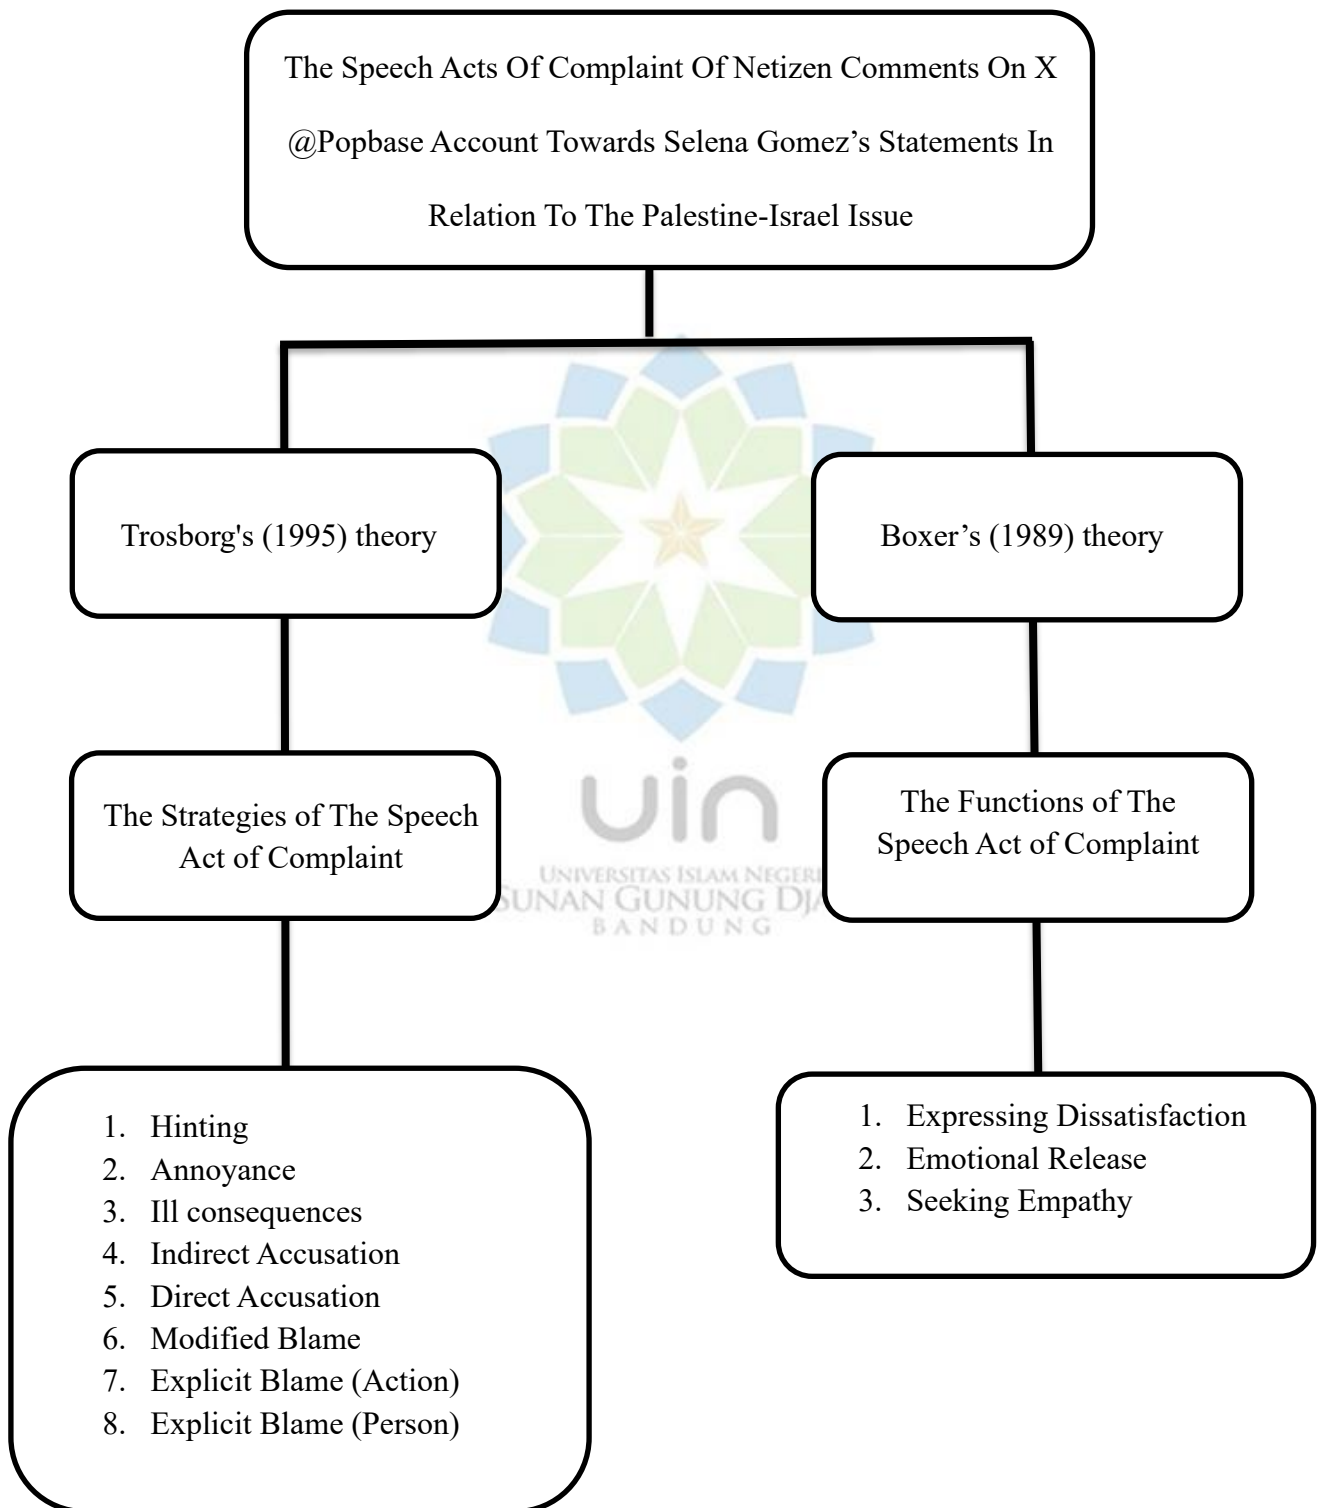 The Speech Acts Of Complaint Of Netizen Comments On X
@Popbase Account Towards Selena Gomez’s Statements In
Relation To The Palestine-Israel Issue
Trosborg's (1995) theory
Boxer’s (1989) theory
The Strategies of The Speech
Act of Complaint
The Functions of The
Speech Act of Complaint
uin
UNIVERSITAS ISLAM NEGERI
SUNAN GUNUNG
BANDUNG
1. Hinting
2. Annoyance
3. Ill consequences
4. Indirect Accusation
5. Direct Accusation
6. Modified Blame
7. Explicit Blame (Action)
8. Explicit Blame (Person)
1. Expressing Dissatisfaction
2. Emotional Release
3. Seeking Empathy